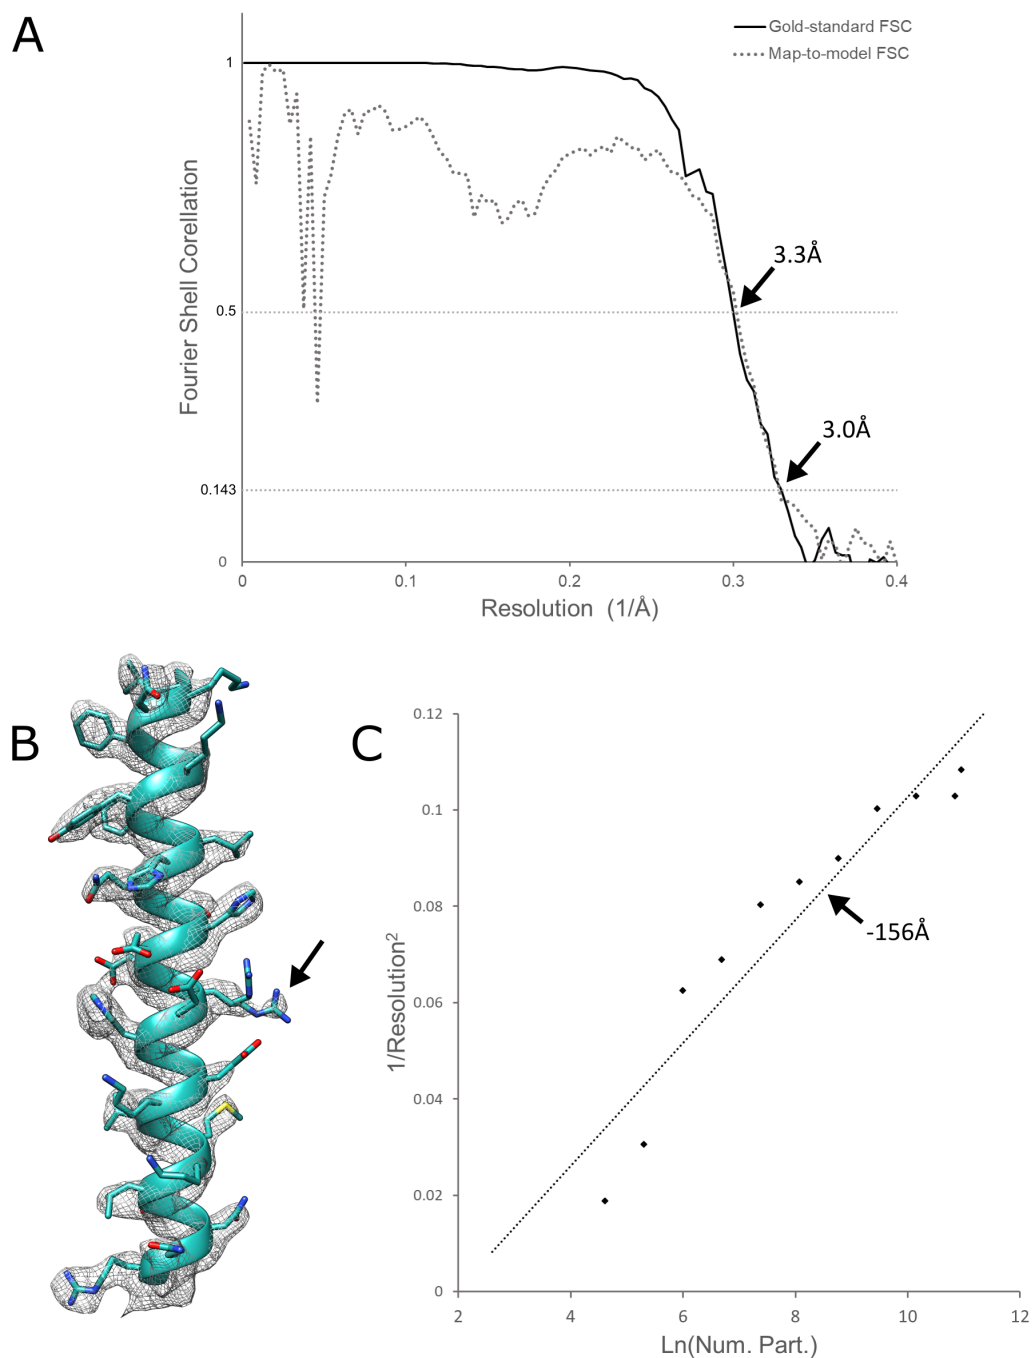 A
Gold-standard FSC
Map-to-model FSC
1
0.5
0.143
0
Fourier Shell Corellation
3.3Å
3.0Å
0
0.1
0.2
0.3
0.4
Resolution (1/Å)
B
C
0.12
0.1
0.08
0.06
0.04
0.02
0
1/Resolution²
-156Å
2
4
6
8
10
12
Ln(Num. Part.)